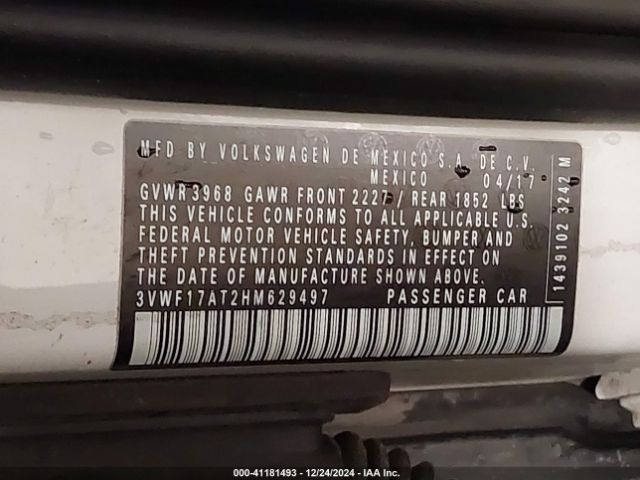 MFD BY VOLKSWAGEN DE MEXICO S.A. DE C.V.
MEXICO 04/17
GVWR 3968 GAWR FRONT 2227 / REAR 1852 LBS
THIS VEHICLE CONFORMS TO ALL APPLICABLE U.S.
FEDERAL MOTOR VEHICLE SAFETY, BUMPER AND
THEFT PREVENTION STANDARDS IN EFFECT ON
THE DATE OF MANUFACTURE SHOWN ABOVE.
3VWF17AT2HM629497 PASSENGER CAR
1439102 3242 M
000-41181493 - 12/24/2024 - IAA Inc.